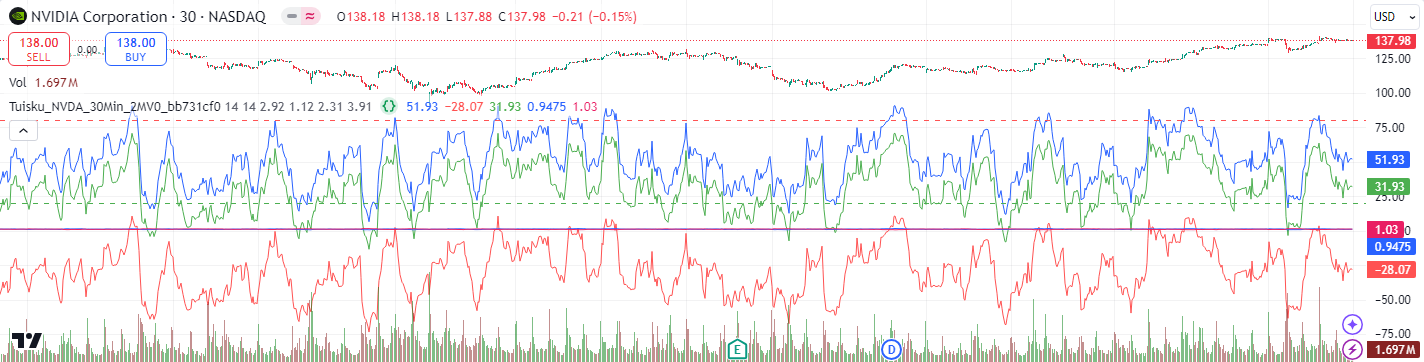 NVIDIA Corporation · 30 · NASDAQ O138.18 H138.18 L137.88 C137.98 −0.21 (−0.15%)
USD
138.00 SELL 0.00 138.00 BUY
137.98
125.00
Vol 1.697M
100.00
Tuisku_NVDA_30Min_2MV0_bb731cf0 14 14 2.92 1.12 2.31 3.91 {} 51.93 −28.07 31.93 0.9475 1.03
75.00
51.93
31.93
25.00
1.03
0.9475
−28.07
−50.00
−75.00
E D
1.697M